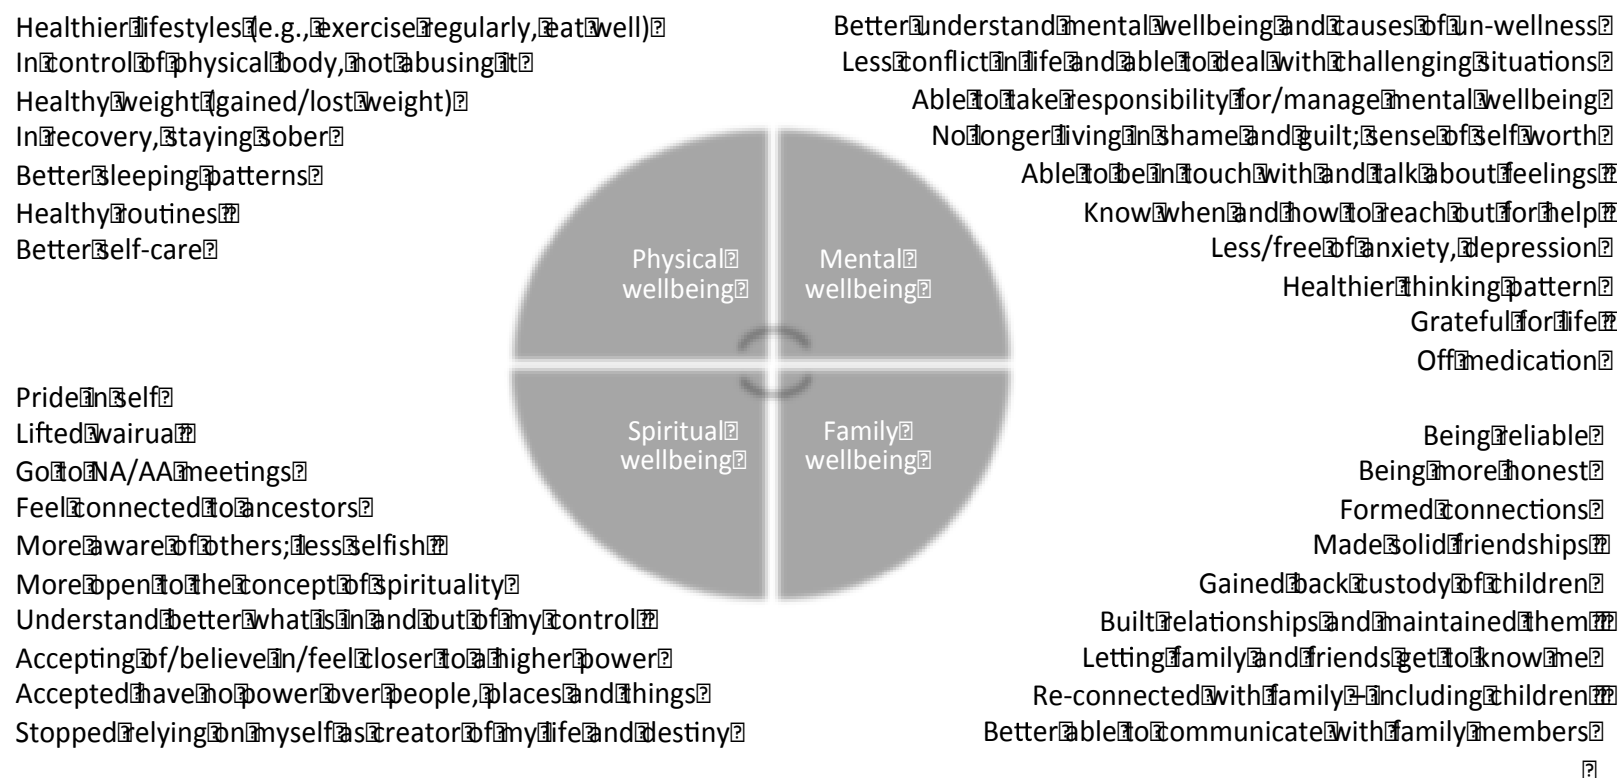 Healthier lifestyles (e.g., exercise regularly, eat well)
In control of physical body, not abusing it
Healthy weight (gained/lost weight)
In recovery, staying sober
Better sleeping patterns
Healthy routines
Better self-care
Better understand mental wellbeing and causes of un-wellness
Less conflict in life and able to deal with challenging situations
Able to take responsibility for/manage mental wellbeing
No longer living in shame and guilt; sense of self worth
Able to be in touch with and talk about feelings
Know when and how to reach out for help
Less/free of anxiety, depression
Healthier thinking pattern
Grateful for life
Off medication
Physical
wellbeing
Mental
wellbeing
Spiritual
wellbeing
Family
wellbeing
Pride in self
Lifted wairua
Go to NA/AA meetings
Feel connected to ancestors
More aware of others; less selfish
More open to the concept of spirituality
Understand better what is in and out of my control
Accepting of/believe in/feel closer to a higher power
Accepted have no power over people, places and things
Stopped relying on myself as creator of my life and destiny
Being reliable
Being more honest
Formed connections
Made solid friendships
Gained back custody of children
Built relationships and maintained them
Letting family and friends get to know me
Re-connected with family – including children
Better able to communicate with family members